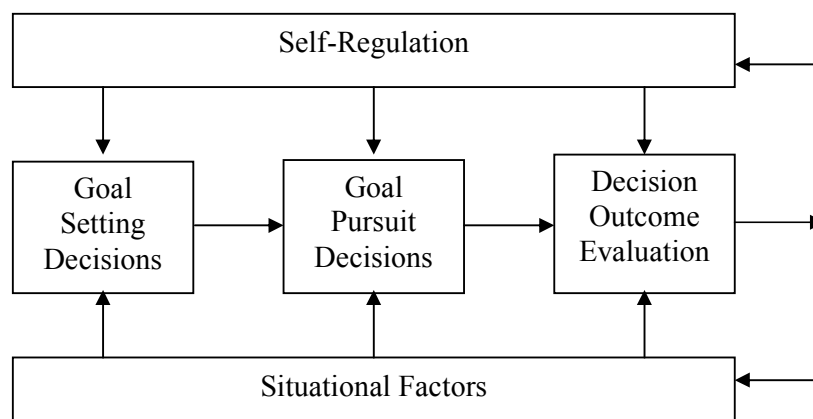 Self-Regulation
Goal
Setting
Decisions
Goal
Pursuit
Decisions
Decision
Outcome
Evaluation
Situational Factors